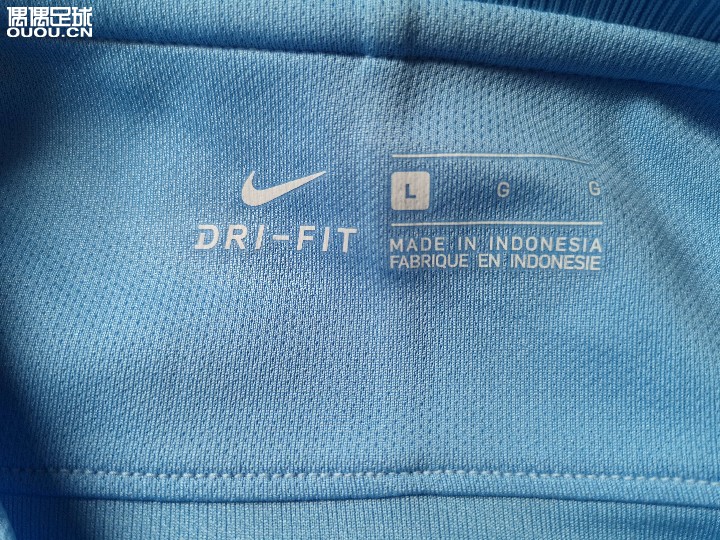 偶偶足球
OUOU.CN
L G G
DRI-FIT
MADE IN INDONESIA
FABRIQUE EN INDONESIE